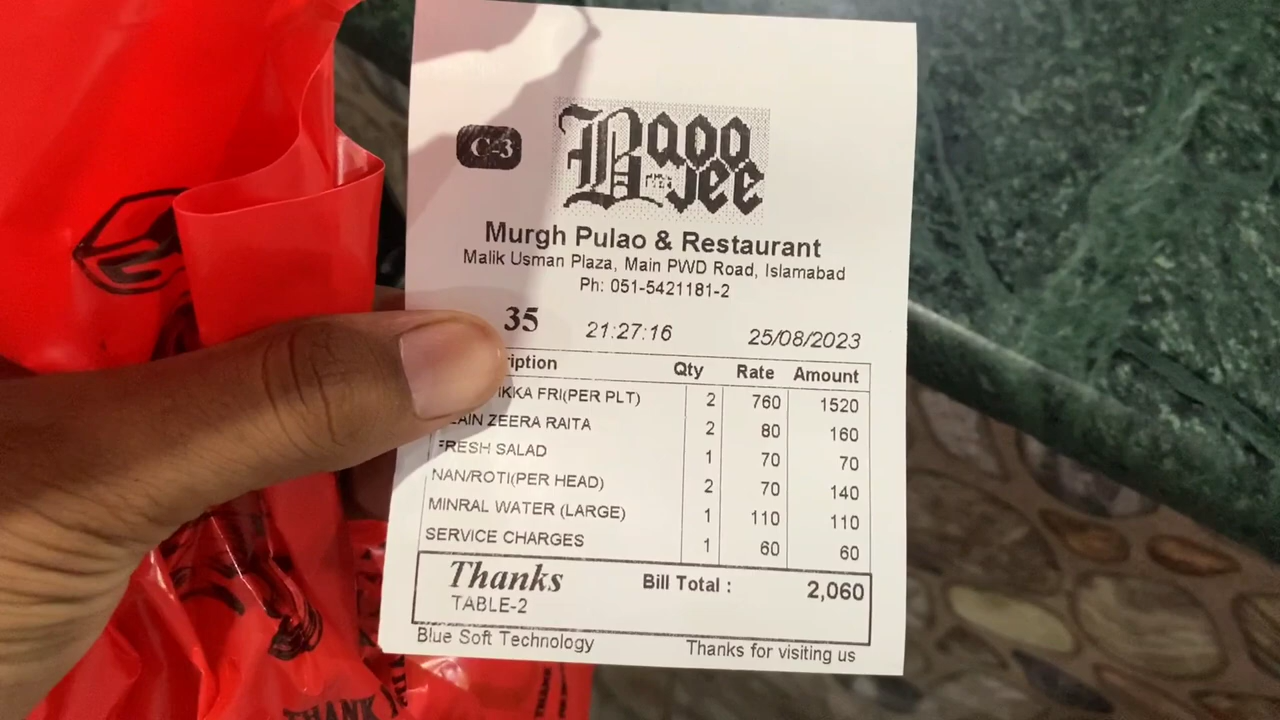 C-3
Baoo
Jee
Murgh Pulao & Restaurant
Malik Usman Plaza, Main PWD Road, Islamabad
Ph: 051-5421181-2
35 21:27:16 25/08/2023
ription Qty Rate Amount
IKKA FRI(PER PLT) 2 760 1520
AIN ZEERA RAITA 2 80 160
FRESH SALAD 1 70 70
NAN/ROTI(PER HEAD) 2 70 140
MINRAL WATER (LARGE) 1 110 110
SERVICE CHARGES 1 60 60
Thanks Bill Total : 2,060
TABLE-2
Blue Soft Technology Thanks for visiting us
THANK